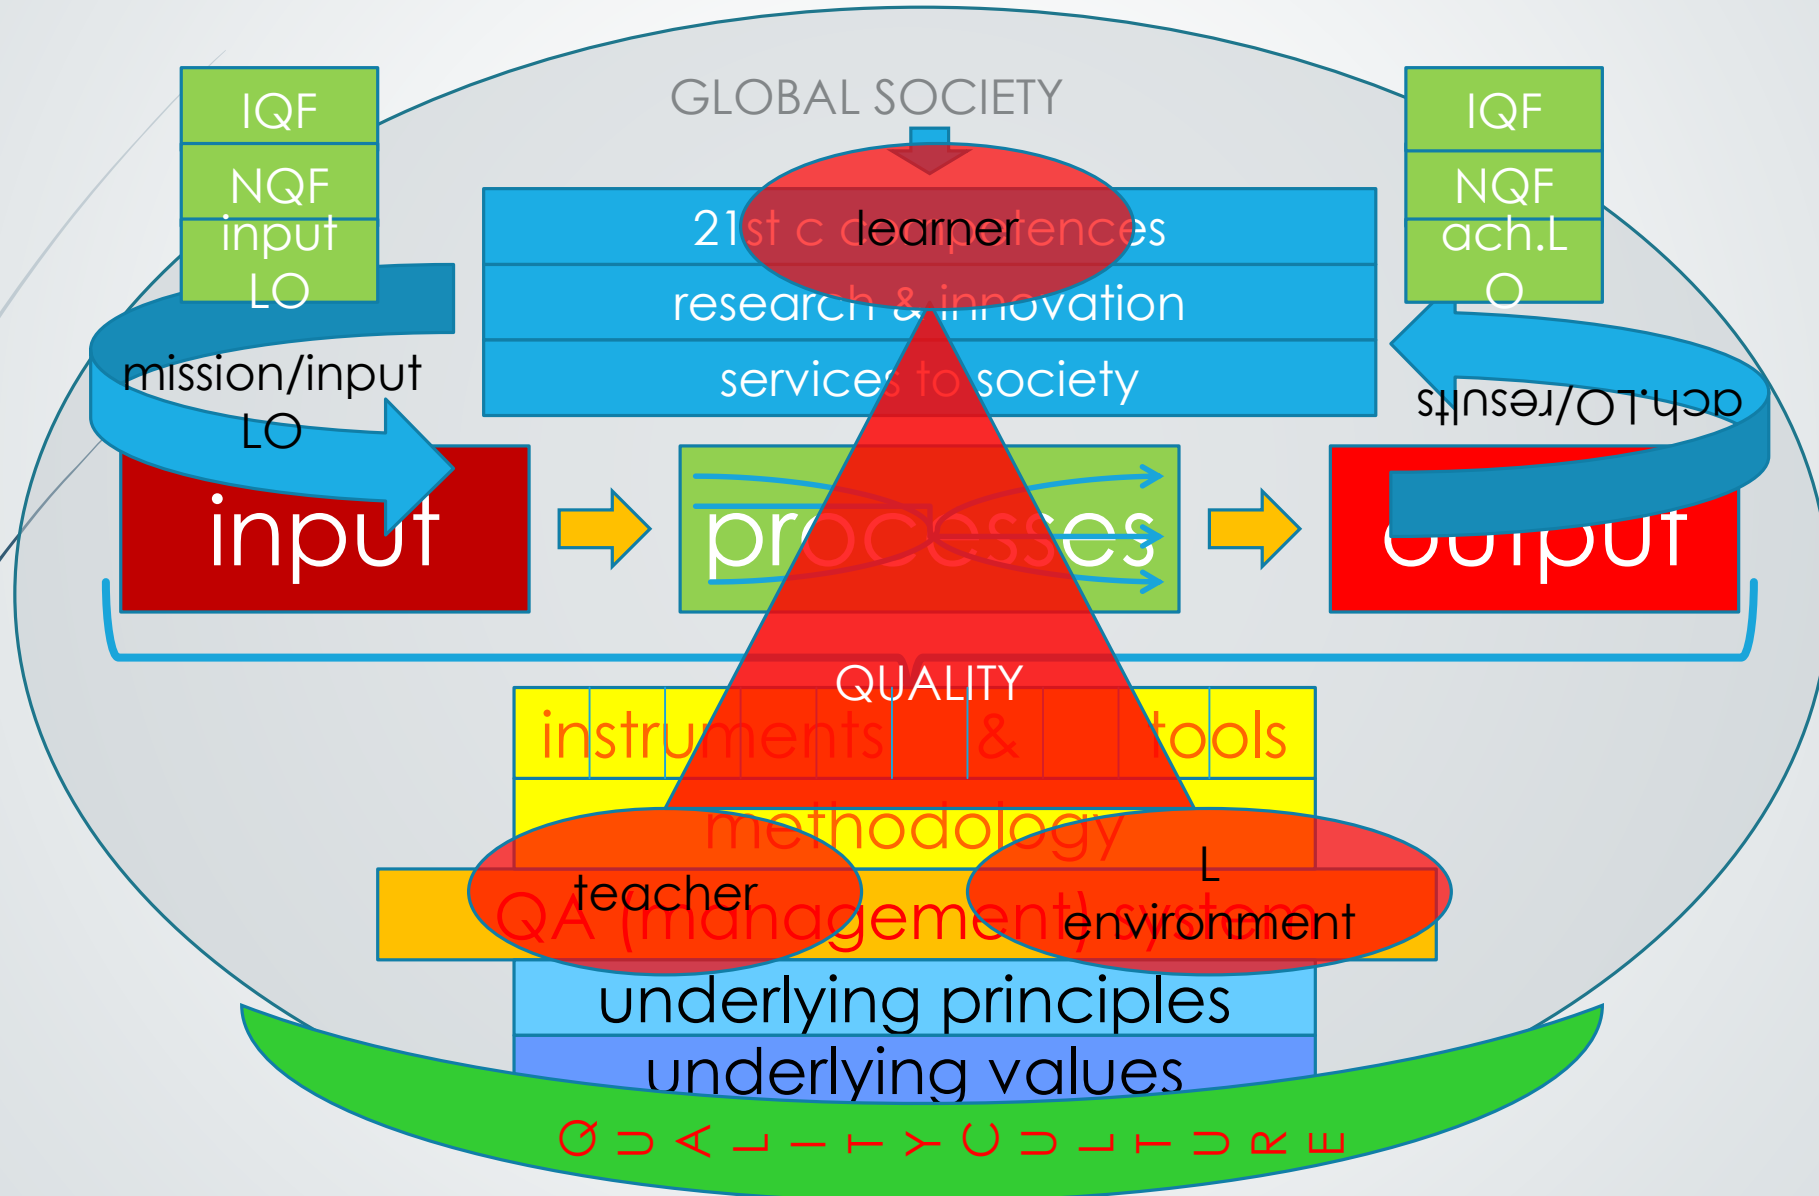 GLOBAL SOCIETY
IQF
NQF
input
LO
IQF
NQF
ach.L
O
21st c competences
learner
research & innovation
services to society
mission/input
LO
ach.LO/results
input
processes
output
QUALITY
instruments & tools
methodology
teacher
L
environment
QA (management) system
underlying principles
underlying values
QUALITY CULTURE